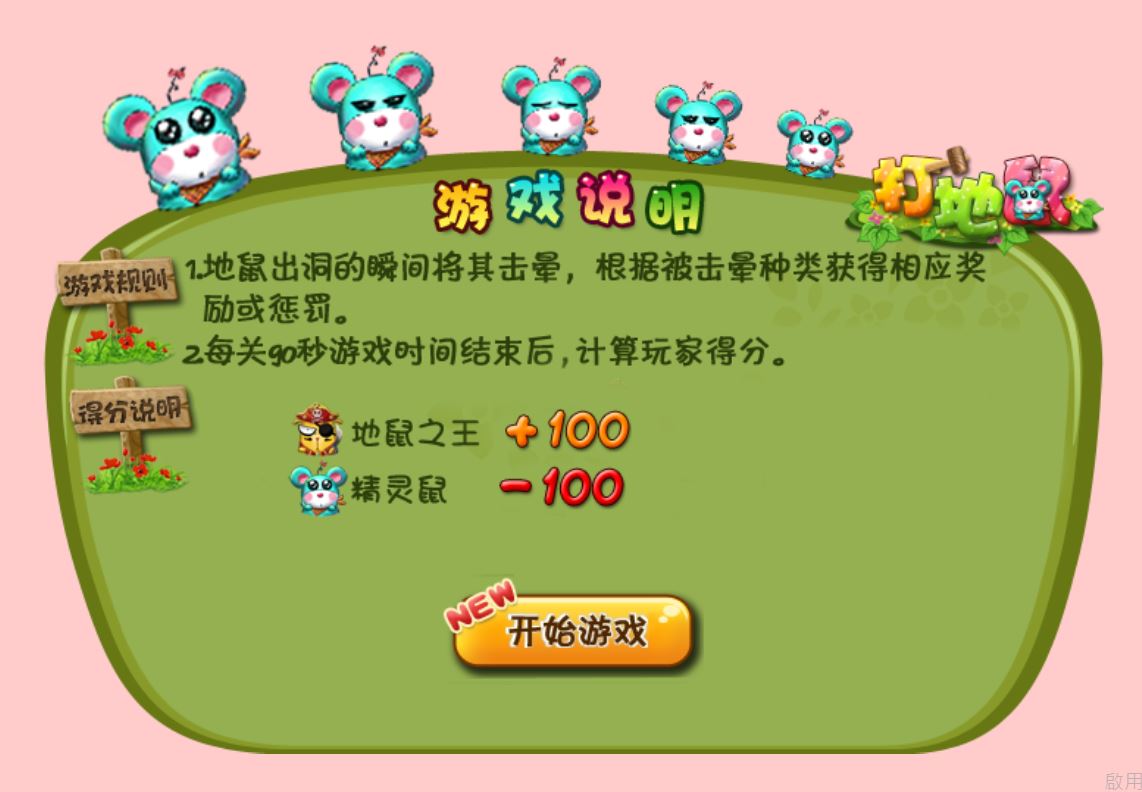 游戏说明
打地鼠
游戏规则
1.地鼠出洞的瞬间将其击晕，根据被击晕种类获得相应奖
励或惩罚。
2.每关90秒游戏时间结束后,计算玩家得分。
得分说明
地鼠之王 +100
精灵鼠 -100
NEW
开始游戏
啟用